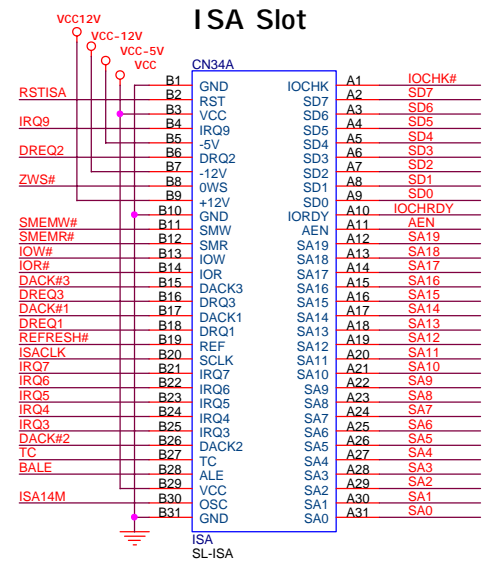 ISA Slot
VCC12V
VCC-12V
VCC-5V
VCC
CN34A
B1 GND IOCHK A1 IOCHK#
RSTISA B2 RST SD7 A2 SD7
B3 VCC SD6 A3 SD6
IRQ9 B4 IRQ9 SD5 A4 SD5
B5 -5V SD4 A5 SD4
DREQ2 B6 DRQ2 SD3 A6 SD3
B7 -12V SD2 A7 SD2
ZWS# B8 0WS SD1 A8 SD1
B9 +12V SD0 A9 SD0
B10 GND IORDY A10 IOCHRDY
SMEMW# B11 SMW AEN A11 AEN
SMEMR# B12 SMR SA19 A12 SA19
IOW# B13 IOW SA18 A13 SA18
IOR# B14 IOR SA17 A14 SA17
DACK#3 B15 DACK3 SA16 A15 SA16
DREQ3 B16 DRQ3 SA15 A16 SA15
DACK#1 B17 DACK1 SA14 A17 SA14
DREQ1 B18 DRQ1 SA13 A18 SA13
REFRESH# B19 REF SA12 A19 SA12
ISACLK B20 SCLK SA11 A20 SA11
IRQ7 B21 IRQ7 SA10 A21 SA10
IRQ6 B22 IRQ6 SA9 A22 SA9
IRQ5 B23 IRQ5 SA8 A23 SA8
IRQ4 B24 IRQ4 SA7 A24 SA7
IRQ3 B25 IRQ3 SA6 A25 SA6
DACK#2 B26 DACK2 SA5 A26 SA5
TC B27 TC SA4 A27 SA4
BALE B28 ALE SA3 A28 SA3
B29 VCC SA2 A29 SA2
ISA14M B30 OSC SA1 A30 SA1
B31 GND SA0 A31 SA0
ISA
SL-ISA